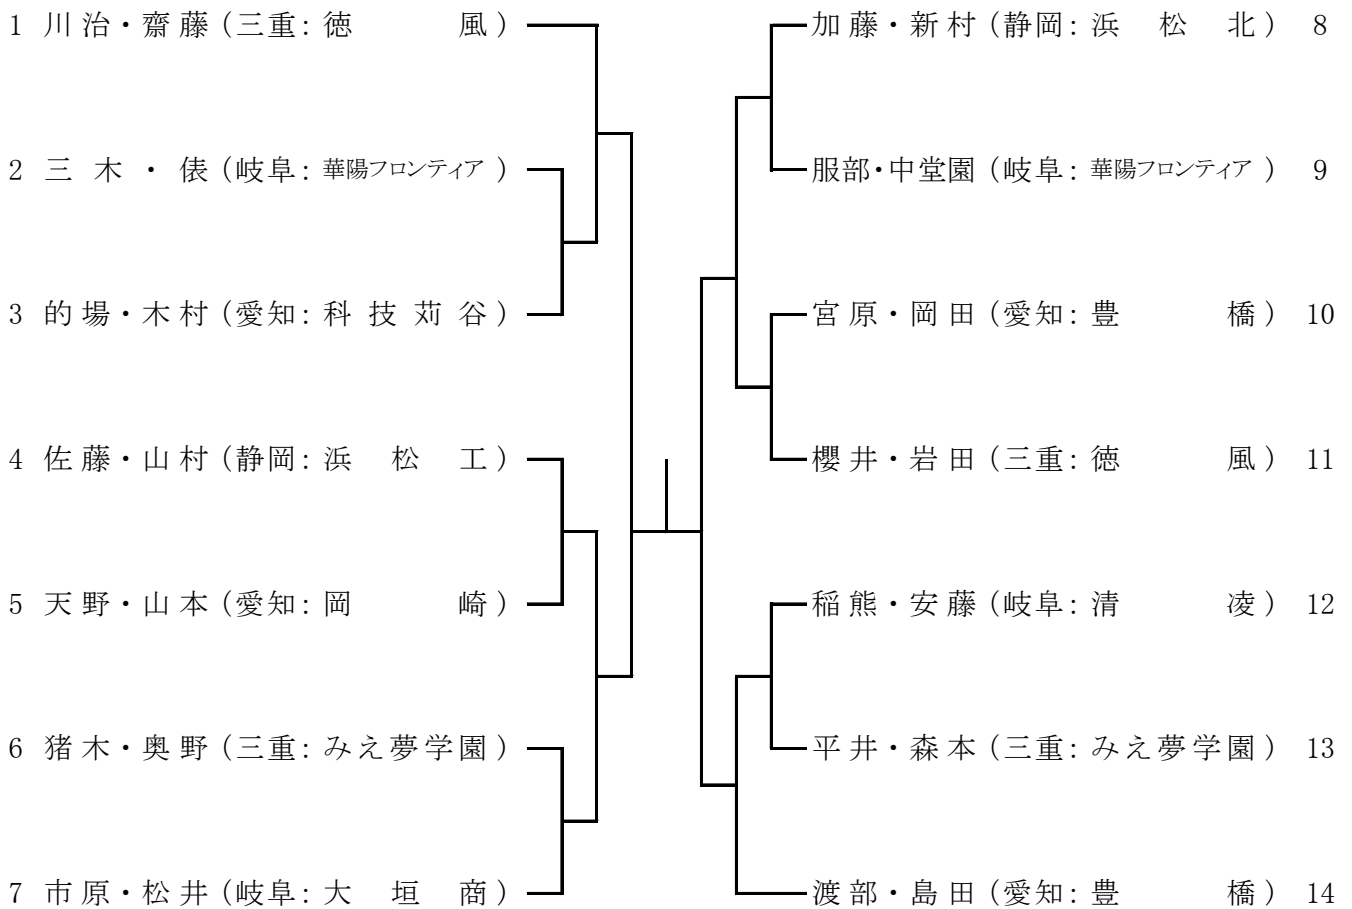 1 川治・齋藤(三重:徳風)
2 三木・俵(岐阜:華陽フロンティア)
3 的場・木村(愛知:科技苅谷)
4 佐藤・山村(静岡:浜松工)
5 天野・山本(愛知:岡崎)
6 猪木・奥野(三重:みえ夢学園)
7 市原・松井(岐阜:大垣商)
加藤・新村(静岡:浜松北) 8
服部・中堂園(岐阜:華陽フロンティア) 9
宮原・岡田(愛知:豊橋) 10
櫻井・岩田(三重:徳風) 11
稲熊・安藤(岐阜:清凌) 12
平井・森本(三重:みえ夢学園) 13
渡部・島田(愛知:豊橋) 14